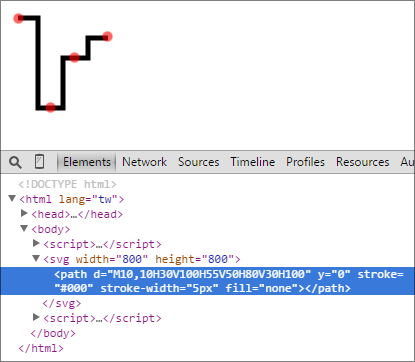 Elements Network Sources Timeline Profiles Resources Au
<!DOCTYPE html>
<html lang="tw">
<head>…</head>
<body>
<script>…</script>
<svg width="800" height="800">
<path d="M10,10H30V100H55V50H80V30H100" y="0" stroke=
"#000" stroke-width="5px" fill="none"></path>
</svg>
<script>…</script>
</body>
</html>